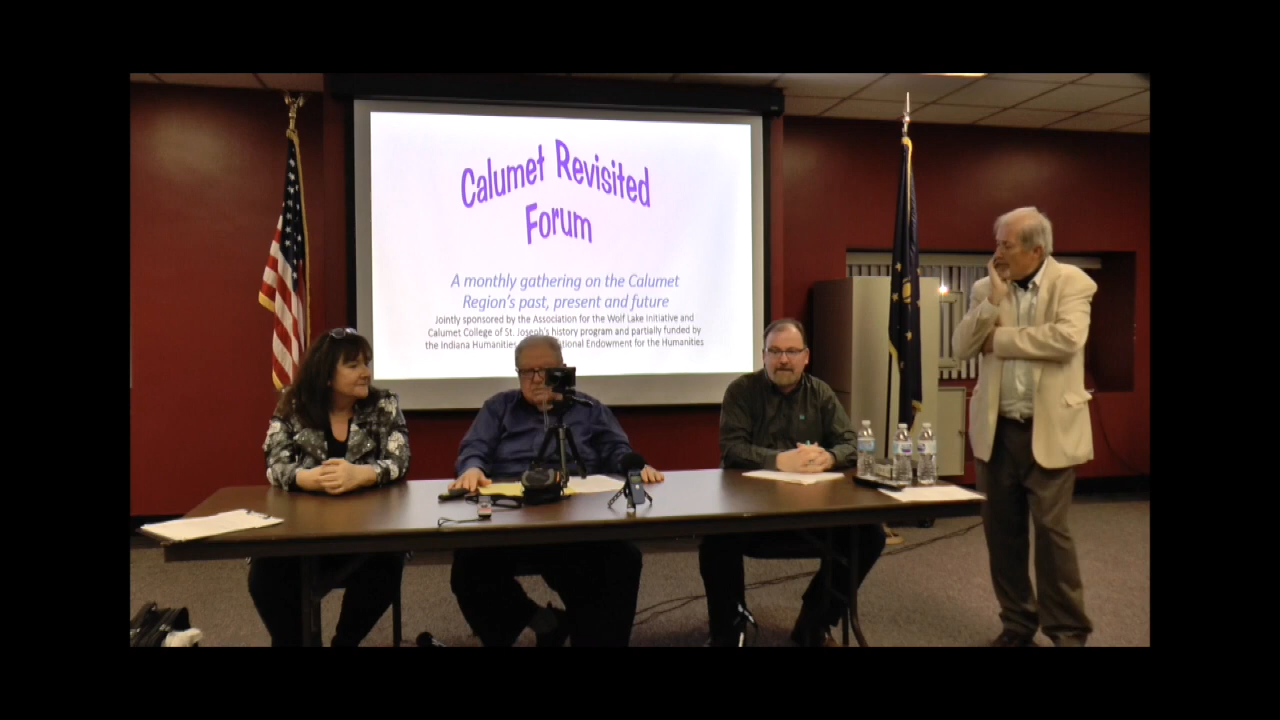 Calumet Revisited
Forum
A monthly gathering on the Calumet
Region's past, present and future
Jointly sponsored by the Association for the Wolf Lake Initiative and
Calumet College of St. Joseph's history program and partially funded by
the Indiana Humanities National Endowment for the Humanities